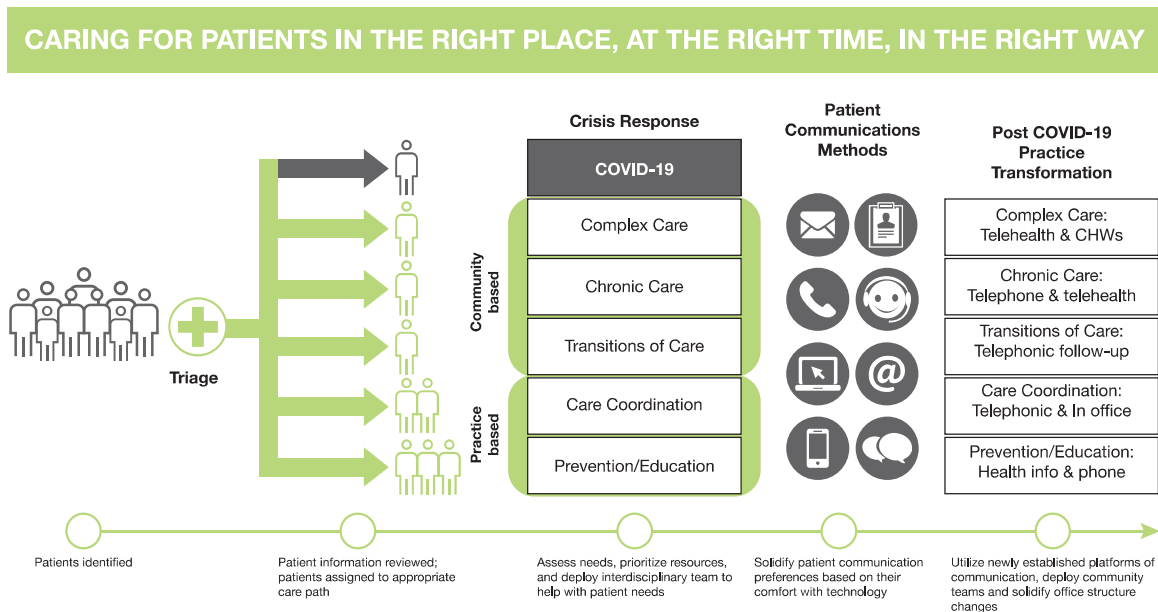 CARING FOR PATIENTS IN THE RIGHT PLACE, AT THE RIGHT TIME, IN THE RIGHT WAY
Triage
Community
based
Practice
based
Crisis Response
COVID-19
Complex Care
Chronic Care
Transitions of Care
Care Coordination
Prevention/Education
Patient
Communications
Methods
@
Post COVID-19
Practice
Transformation
Complex Care:
Telehealth & CHWs
Chronic Care:
Telephone & telehealth
Transitions of Care:
Telephonic follow-up
Care Coordination:
Telephonic & In office
Prevention/Education:
Health info & phone
Patients identified
Patient information reviewed;
patients assigned to appropriate
care path
Assess needs, prioritize resources,
and deploy interdisciplinary team to
help with patient needs
Solidify patient communication
preferences based on their
comfort with technology
Utilize newly established platforms of
communication, deploy community
teams and solidify office structure
changes